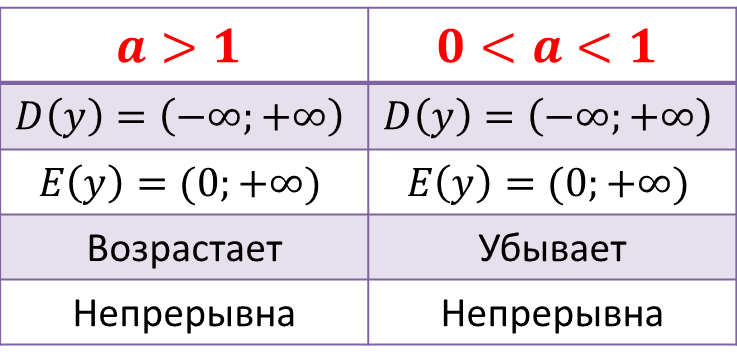 a > 1 0 < a < 1
D(y) = (−∞; +∞) D(y) = (−∞; +∞)
E(y) = (0; +∞) E(y) = (0; +∞)
Возрастает Убывает
Непрерывна Непрерывна